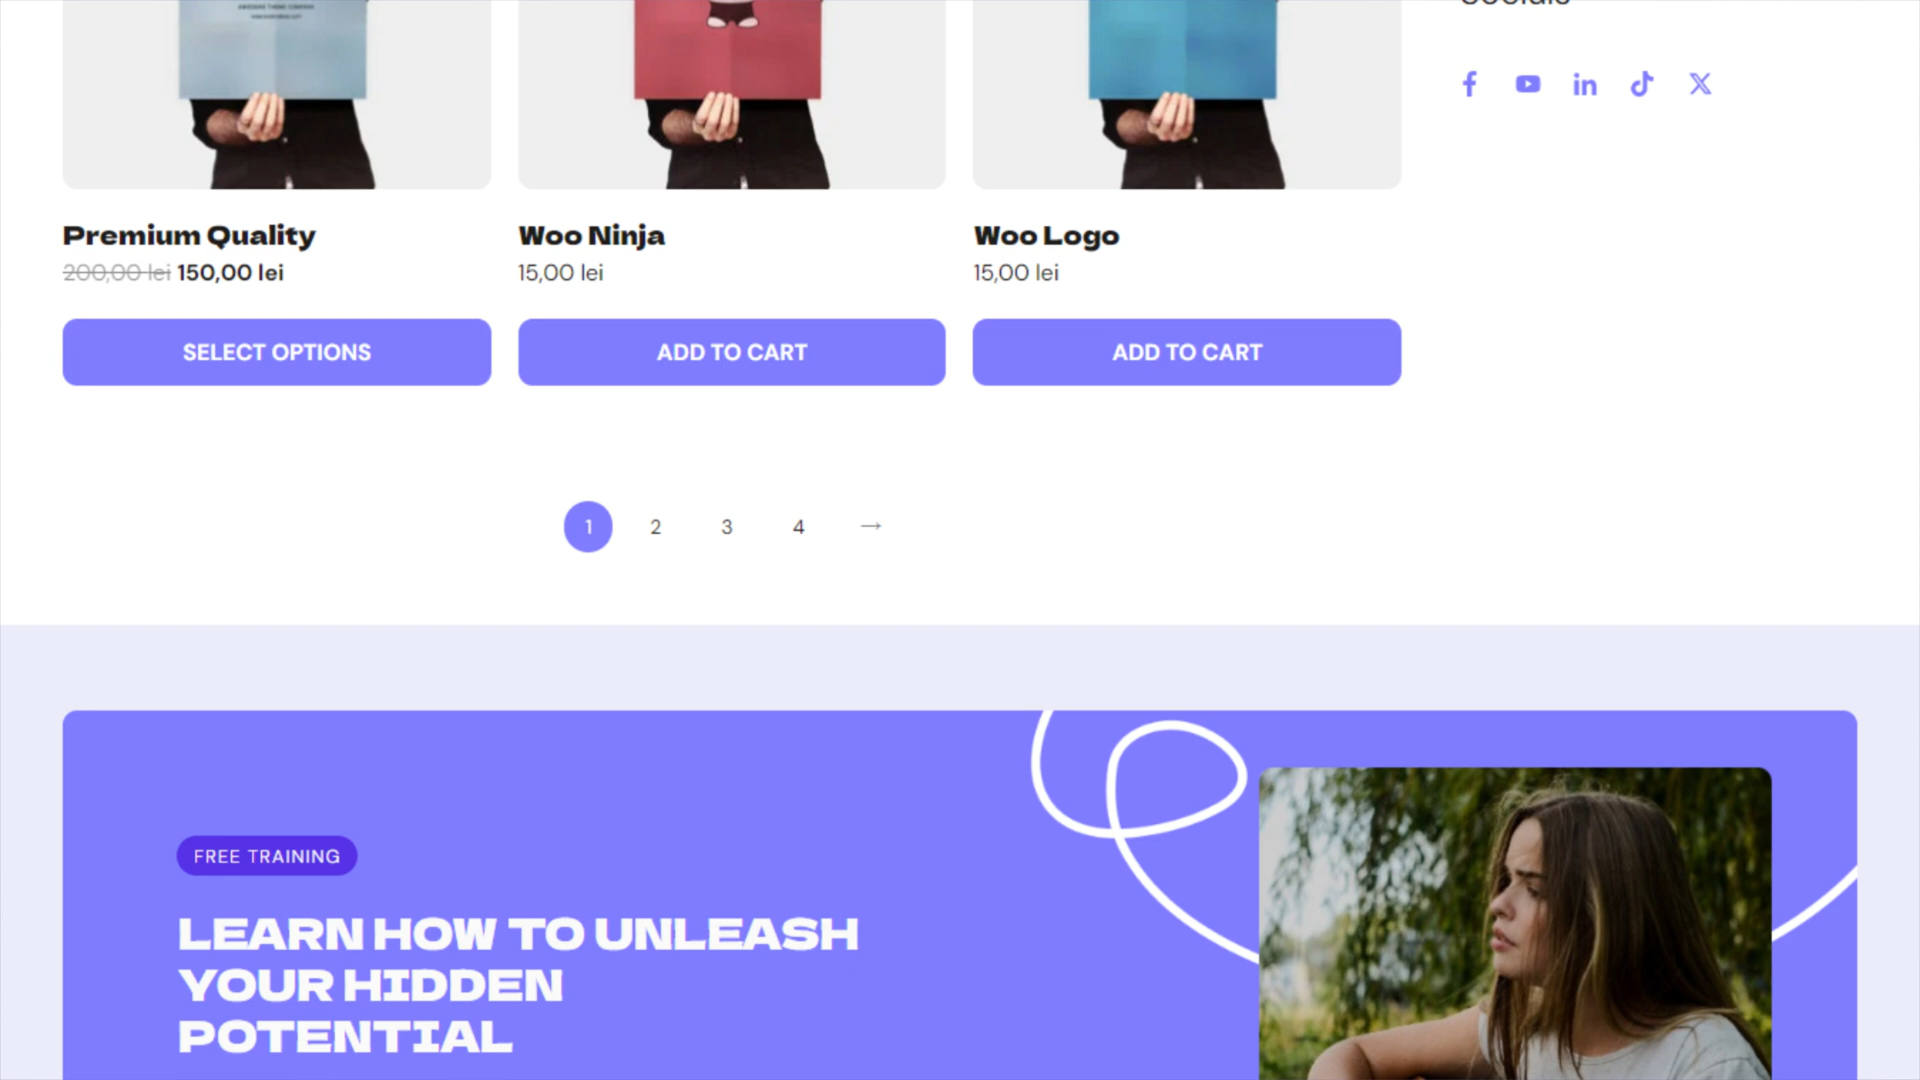 Socials
Premium Quality
200,00 lei 150,00 lei
SELECT OPTIONS
Woo Ninja
15,00 lei
ADD TO CART
Woo Logo
15,00 lei
ADD TO CART
1 2 3 4 →
FREE TRAINING
LEARN HOW TO UNLEASH
YOUR HIDDEN
POTENTIAL